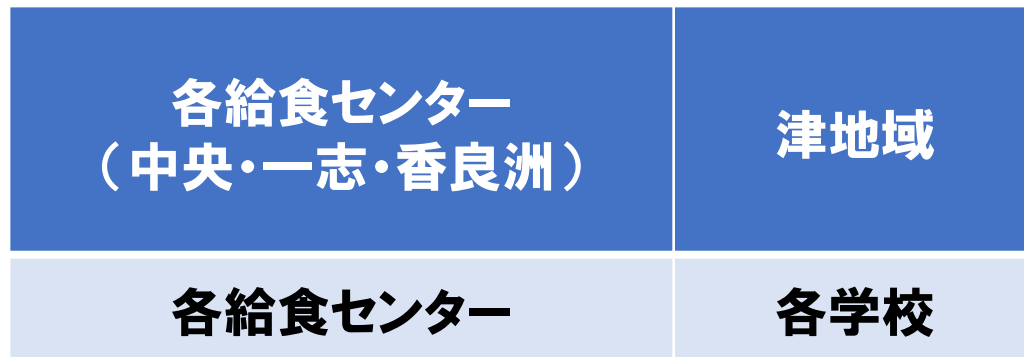 各給食センター
（中央・一志・香良洲）
津地域
各給食センター
各学校